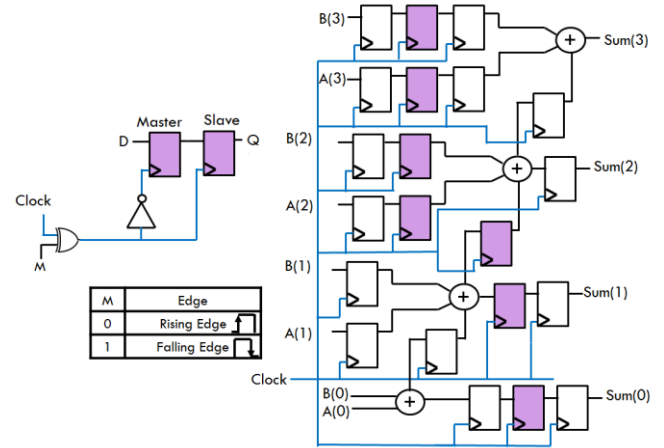 Master Slave
D Q
Clock
M
M Edge
0 Rising Edge
1 Falling Edge
B(3)
Sum(3)
A(3)
B(2)
Sum(2)
A(2)
B(1)
Sum(1)
A(1)
Clock
B(0)
Sum(0)
A(0)
+
+
+
+